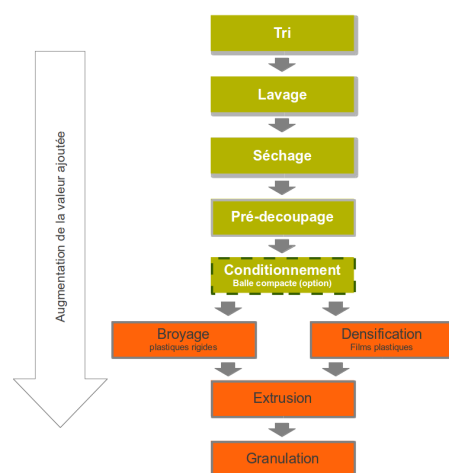 Augmentation de la valeur ajoutée
Tri
Lavage
Séchage
Pré-decoupage
Conditionnement
Balle compacte (option)
Broyage
plastiques rigides
Densification
Films plastiques
Extrusion
Granulation